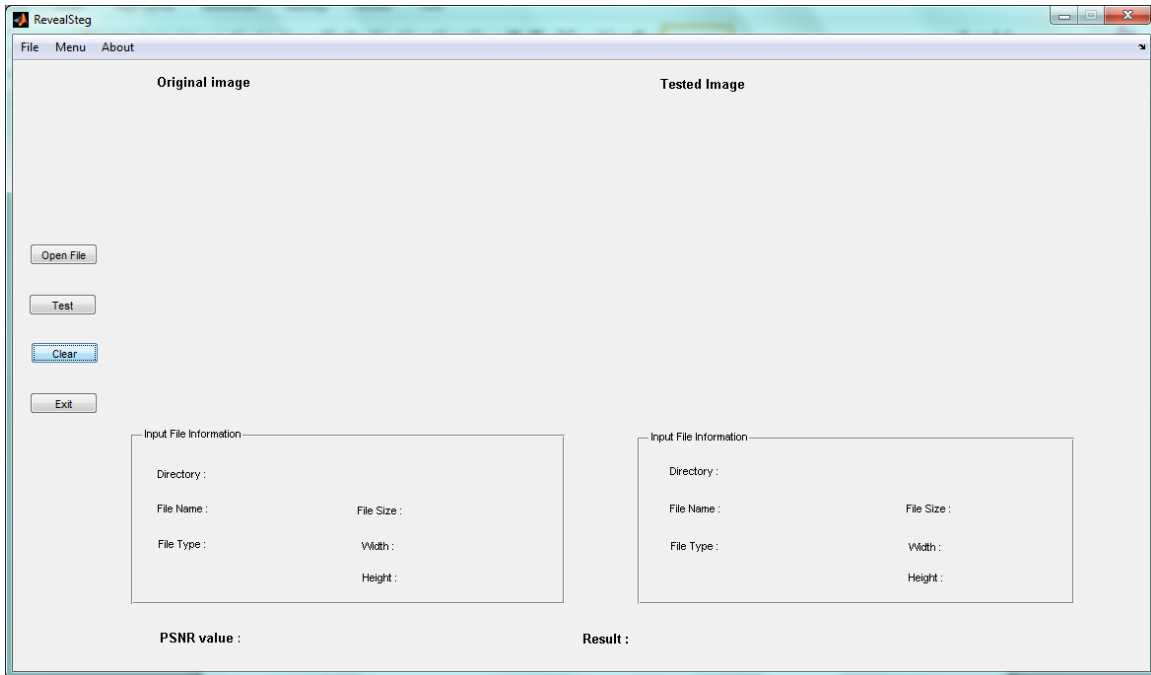 RevealSteg
File Menu About
Original image
Tested Image
Open File
Test
Clear
Exit
Input File Information
Directory :
File Name :
File Size :
File Type :
Width :
Height :
Input File Information
Directory :
File Name :
File Size :
File Type :
Width :
Height :
PSNR value :
Result :